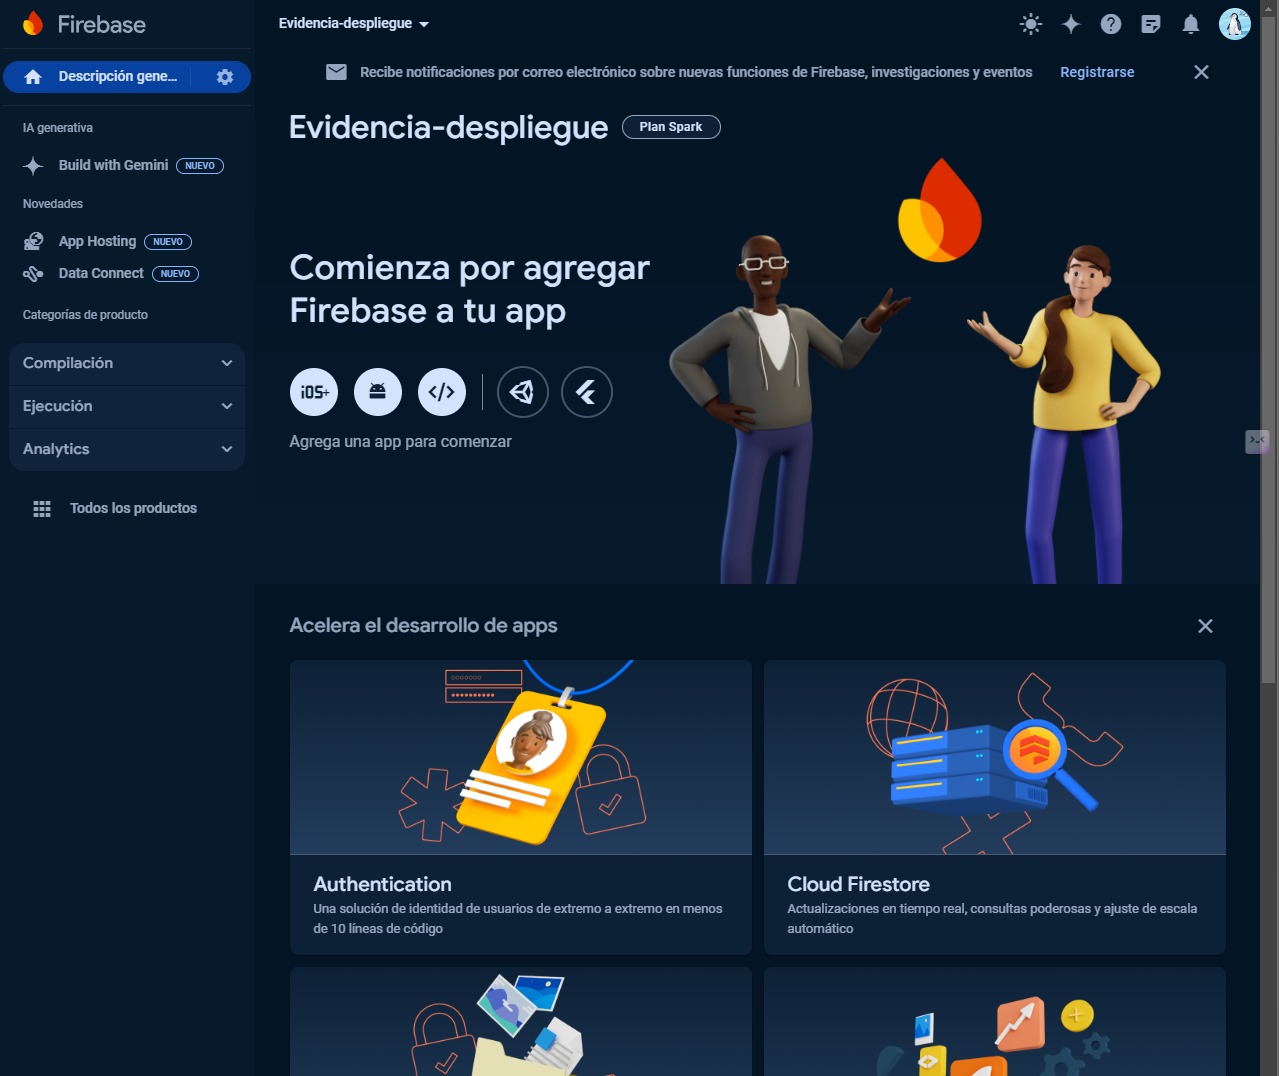 Firebase
Evidencia-despliegue
Descripción gene...
Recibe notificaciones por correo electrónico sobre nuevas funciones de Firebase, investigaciones y eventos
Registrarse
IA generativa
Build with Gemini NUEVO
Novedades
App Hosting NUEVO
Data Connect NUEVO
Categorías de producto
Compilación
Ejecución
Analytics
Todos los productos
Evidencia-despliegue Plan Spark
Comienza por agregar
Firebase a tu app
iOS+
Agrega una app para comenzar
Acelera el desarrollo de apps
Authentication
Una solución de identidad de usuarios de extremo a extremo en menos
de 10 líneas de código
Cloud Firestore
Actualizaciones en tiempo real, consultas poderosas y ajuste de escala
automático